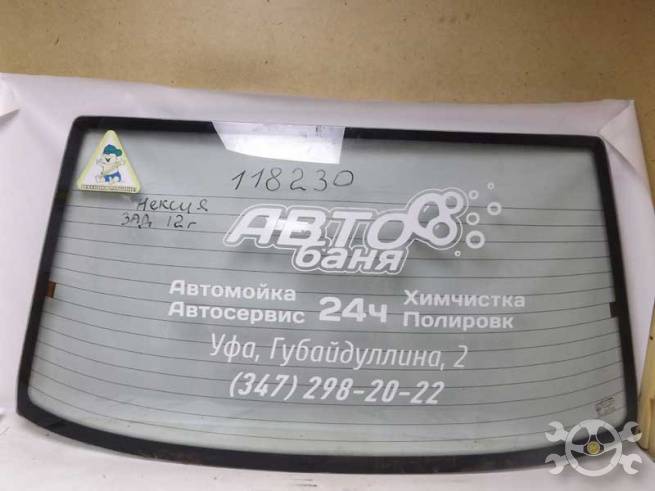 118230
Нексия
ЗАД 12г
АВТО
баня
Автомойка 24ч Химчистка
Автосервис Полировк
Уфа, Губайдуллина, 2
(347) 298-20-22